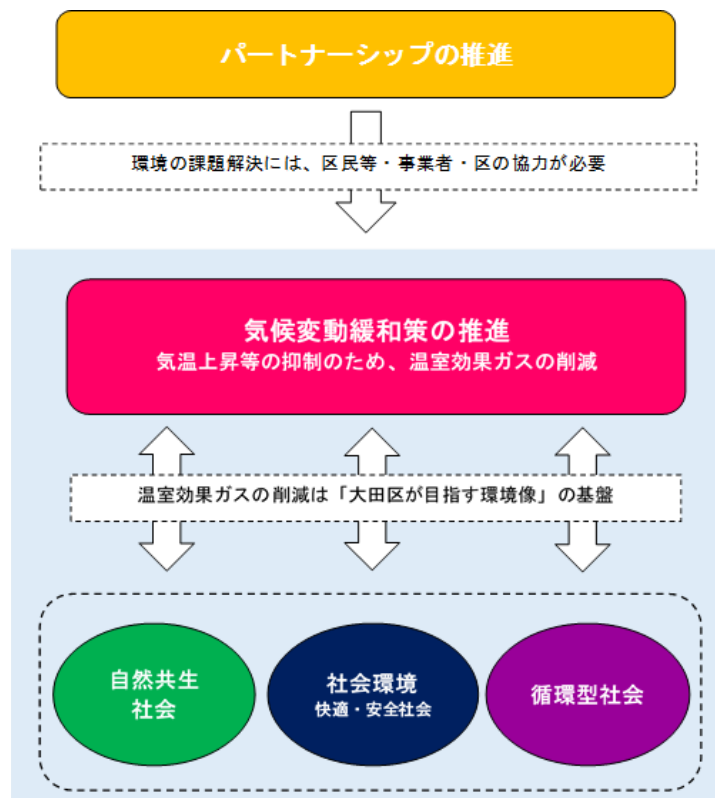 パートナーシップの推進
環境の課題解決には、区民等・事業者・区の協力が必要
気候変動緩和策の推進
気温上昇等の抑制のため、温室効果ガスの削減
温室効果ガスの削減は「大田区が目指す環境像」の基盤
自然共生
社会
社会環境
快適・安全社会
循環型社会